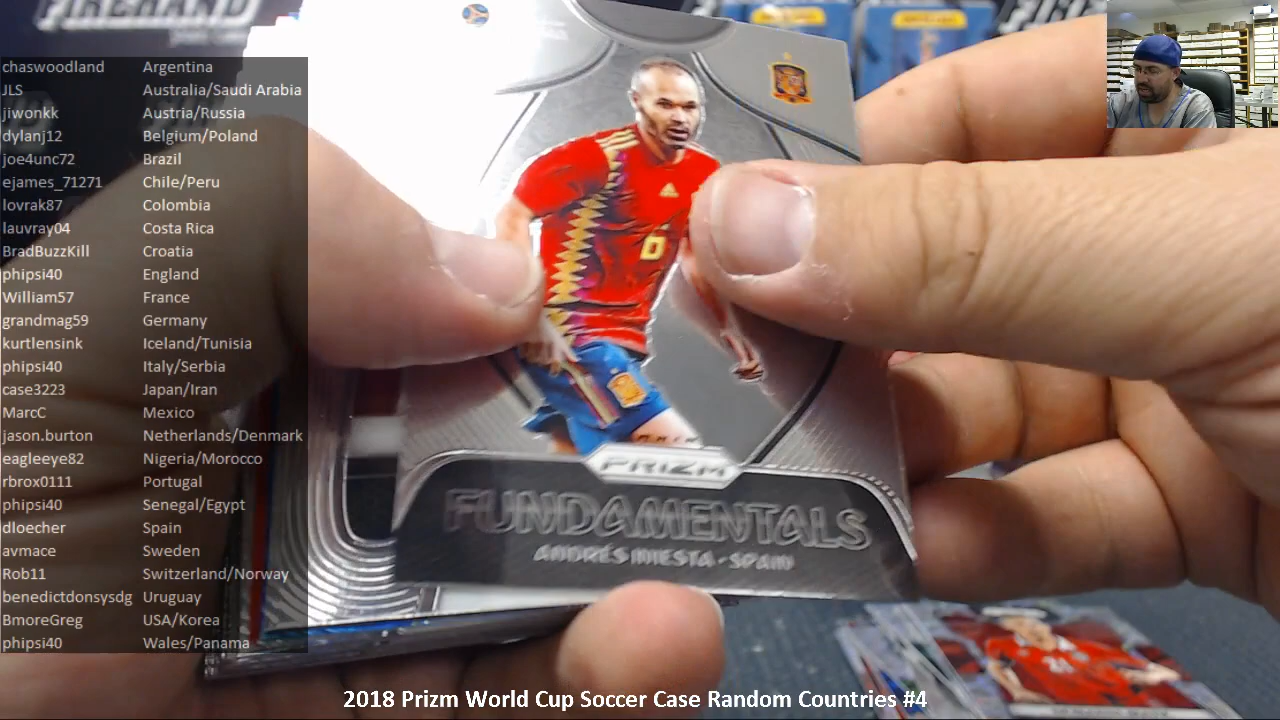 chaswoodland Argentina
JLS Australia/Saudi Arabia
jiwonkk Austria/Russia
dylanj12 Belgium/Poland
joe4unc72 Brazil
ejames_71271 Chile/Peru
lovrak87 Colombia
lauvray04 Costa Rica
BradBuzzKill Croatia
phipsi40 England
William57 France
grandmag59 Germany
kurtlensink Iceland/Tunisia
phipsi40 Italy/Serbia
case3223 Japan/Iran
MarcC Mexico
jason.burton Netherlands/Denmark
eagleeye82 Nigeria/Morocco
rbrox0111 Portugal
phipsi40 Senegal/Egypt
dloecher Spain
avmace Sweden
Rob11 Switzerland/Norway
benedictdonsysdg Uruguay
BmoreGreg USA/Korea
phipsi40 Wales/Panama
6
PRIZM
FUNDAMENTALS
ANDRÉS INIESTA · SPAIN
2018 Prizm World Cup Soccer Case Random Countries #4